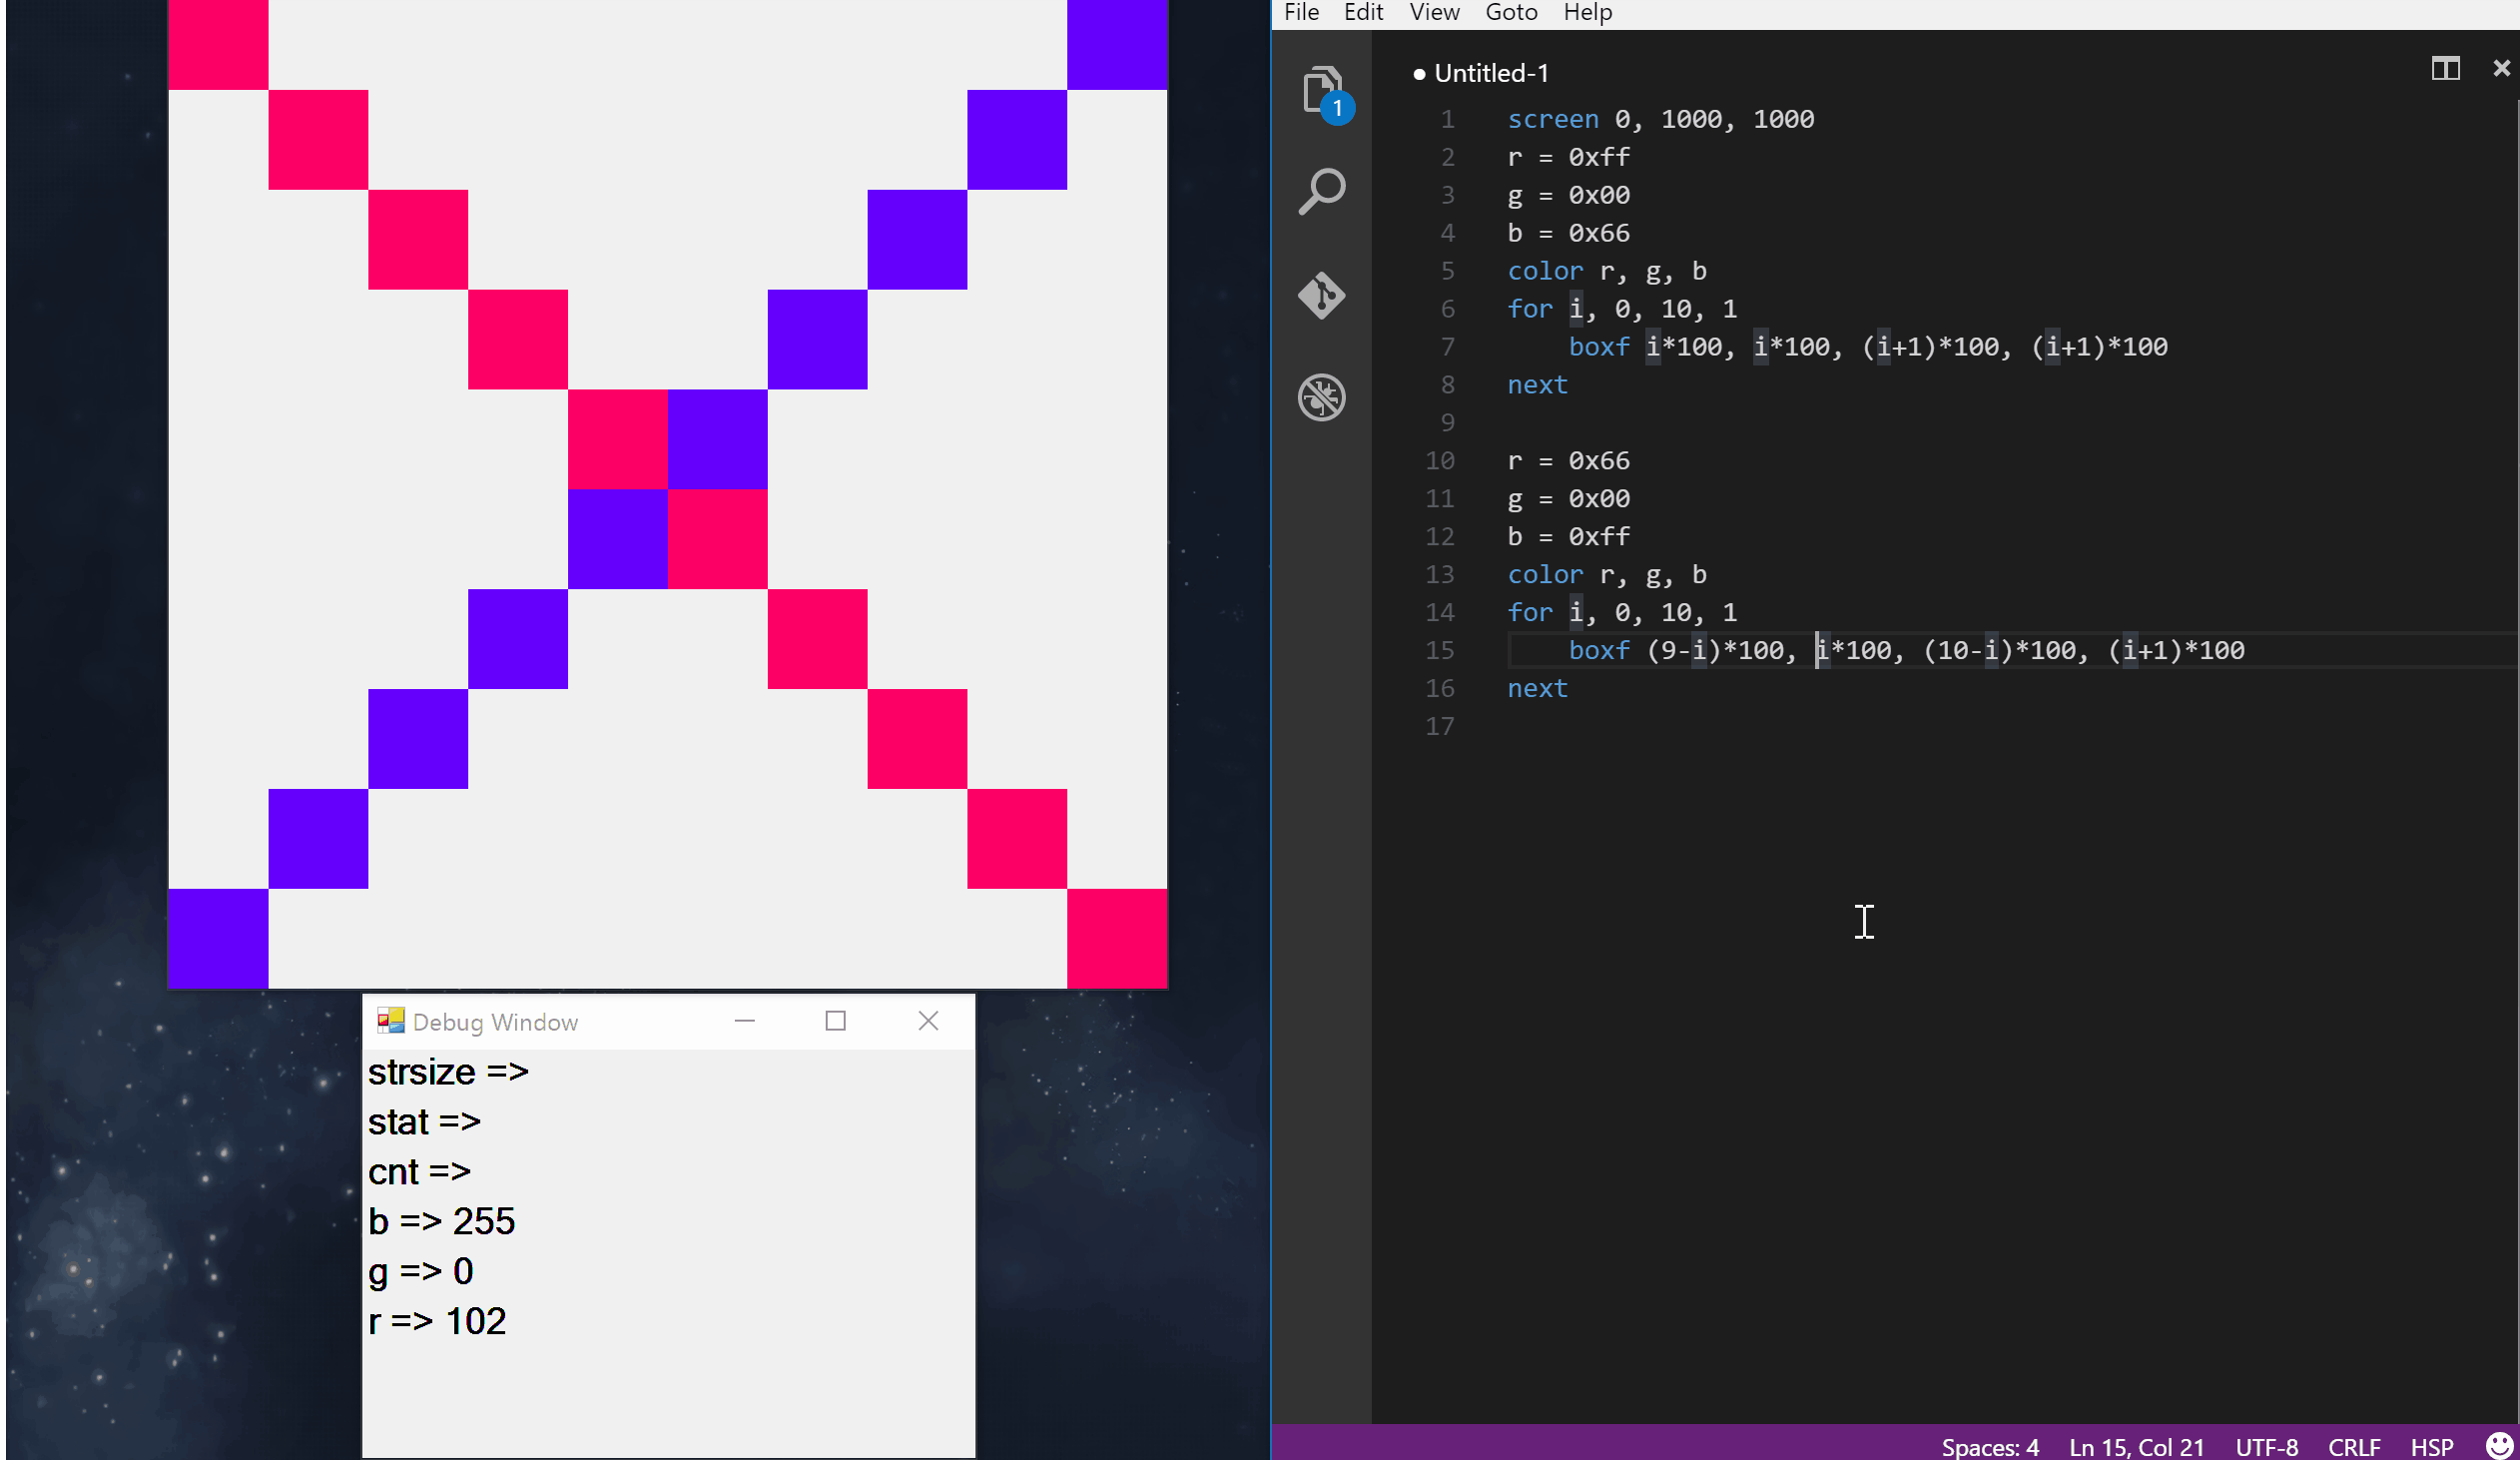 File Edit View Goto Help
1
● Untitled-1
1 screen 0, 1000, 1000
2 r = 0xff
3 g = 0x00
4 b = 0x66
5 color r, g, b
6 for i, 0, 10, 1
7     boxf i*100, i*100, (i+1)*100, (i+1)*100
8 next
9
10 r = 0x66
11 g = 0x00
12 b = 0xff
13 color r, g, b
14 for i, 0, 10, 1
15     boxf (9-i)*100, i*100, (10-i)*100, (i+1)*100
16 next
17
Debug Window
strsize =>
stat =>
cnt =>
b => 255
g => 0
r => 102
Spaces: 4 Ln 15, Col 21 UTF-8 CRLF HSP